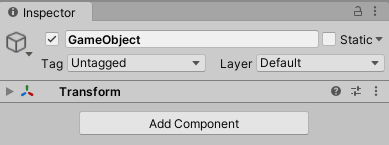 Inspector
GameObject
Static
Tag Untagged Layer Default
Transform
Add Component